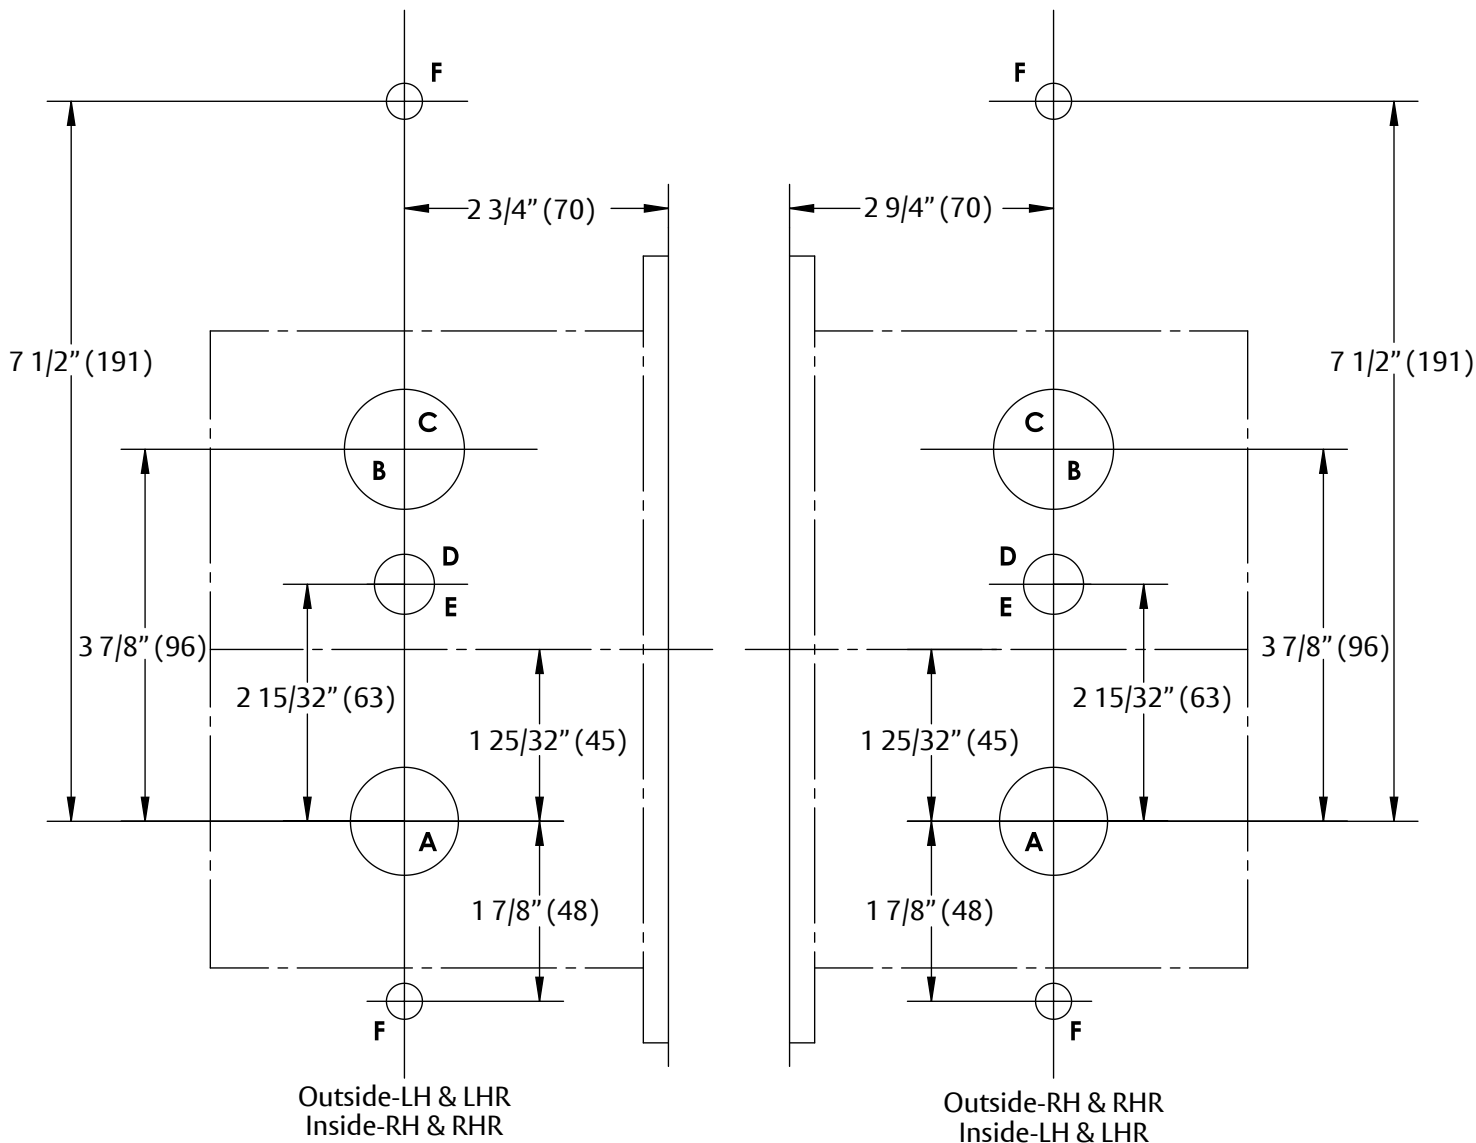 F
F
2 3/4” (70)
2 9/4” (70)
7 1/2” (191)
7 1/2” (191)
C
C
B
B
D
D
E
E
3 7/8” (96)
3 7/8” (96)
2 15/32” (63)
2 15/32” (63)
1 25/32” (45)
1 25/32” (45)
A
A
1 7/8” (48)
1 7/8” (48)
F
F
Outside-LH & LHR
Inside-RH & RHR
Outside-RH & RHR
Inside-LH & LHR